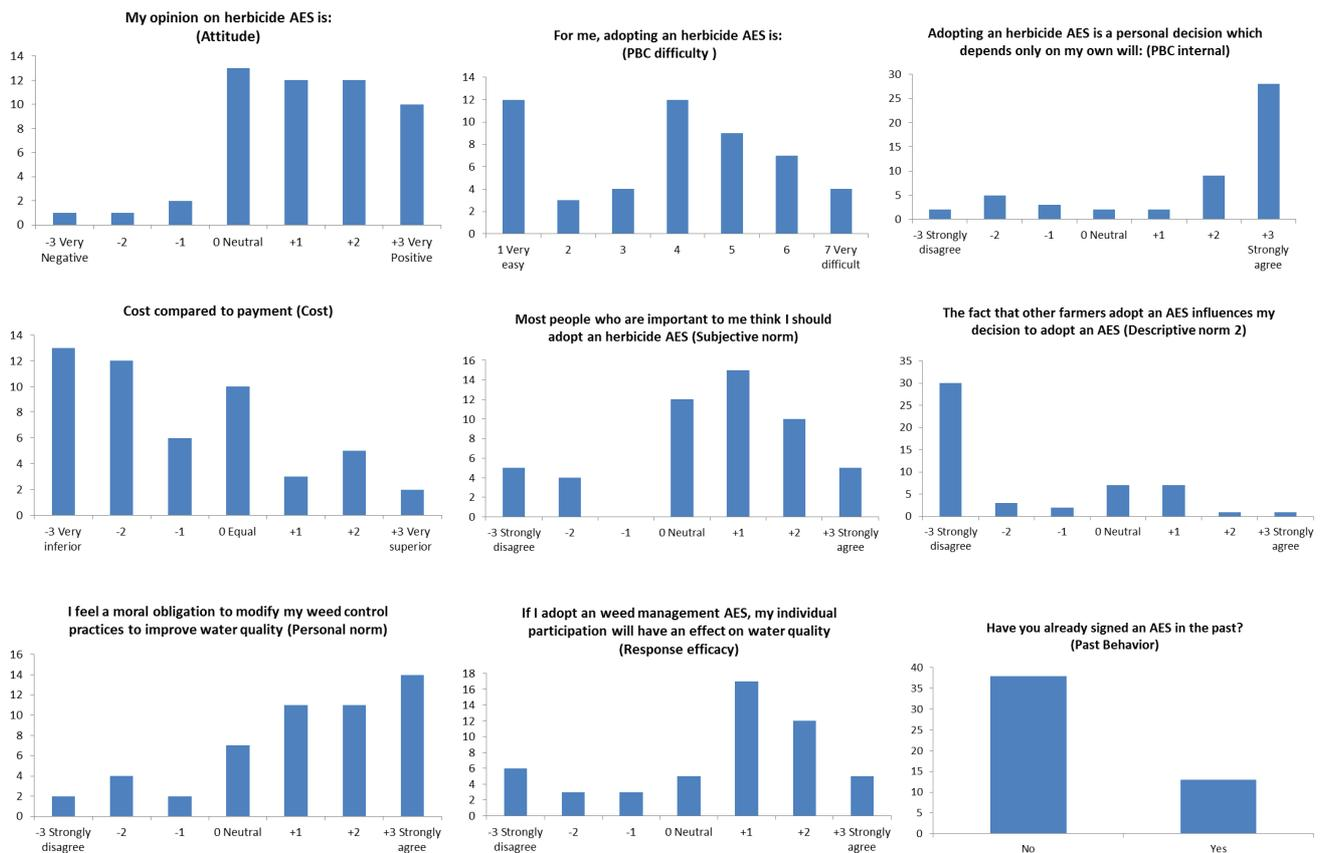 My opinion on herbicide AES is:
(Attitude)
14
12
10
8
6
4
2
0
-3 Very
Negative
-2
-1
0 Neutral
+1
+2
+3 Very
Positive
For me, adopting an herbicide AES is:
(PBC difficulty )
14
12
10
8
6
4
2
0
1 Very
easy
2
3
4
5
6
7 Very
difficult
Adopting an herbicide AES is a personal decision which
depends only on my own will: (PBC internal)
30
25
20
15
10
5
0
-3 Strongly
disagree
-2
-1
0 Neutral
+1
+2
+3
Strongly
agree
Cost compared to payment (Cost)
14
12
10
8
6
4
2
0
-3 Very
inferior
-2
-1
0 Equal
+1
+2
+3 Very
superior
Most people who are important to me think I should
adopt an herbicide AES (Subjective norm)
16
14
12
10
8
6
4
2
0
-3 Strongly
disagree
-2
-1
0 Neutral
+1
+2
+3 Strongly
agree
The fact that other farmers adopt an AES influences my
decision to adopt an AES (Descriptive norm 2)
35
30
25
20
15
10
5
0
-3 Strongly
disagree
-2
-1
0 Neutral
+1
+2
+3 Strongly
agree
I feel a moral obligation to modify my weed control
practices to improve water quality (Personal norm)
16
14
12
10
8
6
4
2
0
-3 Strongly
disagree
-2
-1
0 Neutral
+1
+2
+3 Strongly
agree
If I adopt an weed management AES, my individual
participation will have an effect on water quality
(Response efficacy)
18
16
14
12
10
8
6
4
2
0
-3 Strongly
disagree
-2
-1
0 Neutral
+1
+2
+3 Strongly
agree
Have you already signed an AES in the past?
(Past Behavior)
40
35
30
25
20
15
10
5
0
No
Yes